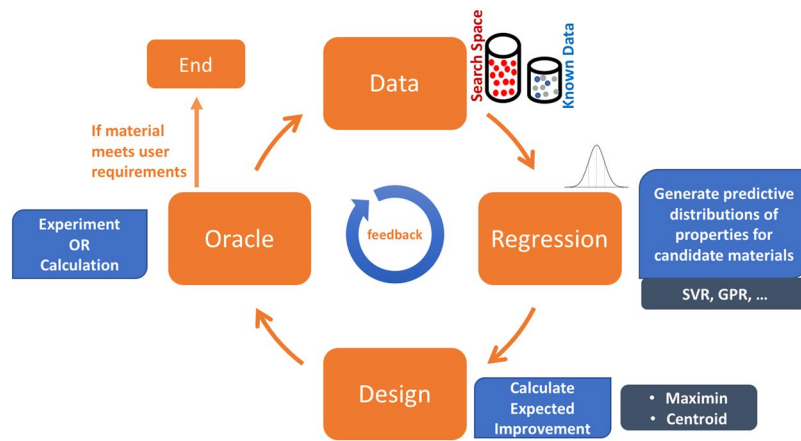 End
Data
Search Space
Known Data
If material
meets user
requirements
Experiment
OR
Calculation
Oracle
feedback
Regression
Generate predictive
distributions of
properties for
candidate materials
SVR, GPR, ...
Design
Calculate
Expected
Improvement
• Maximin
• Centroid